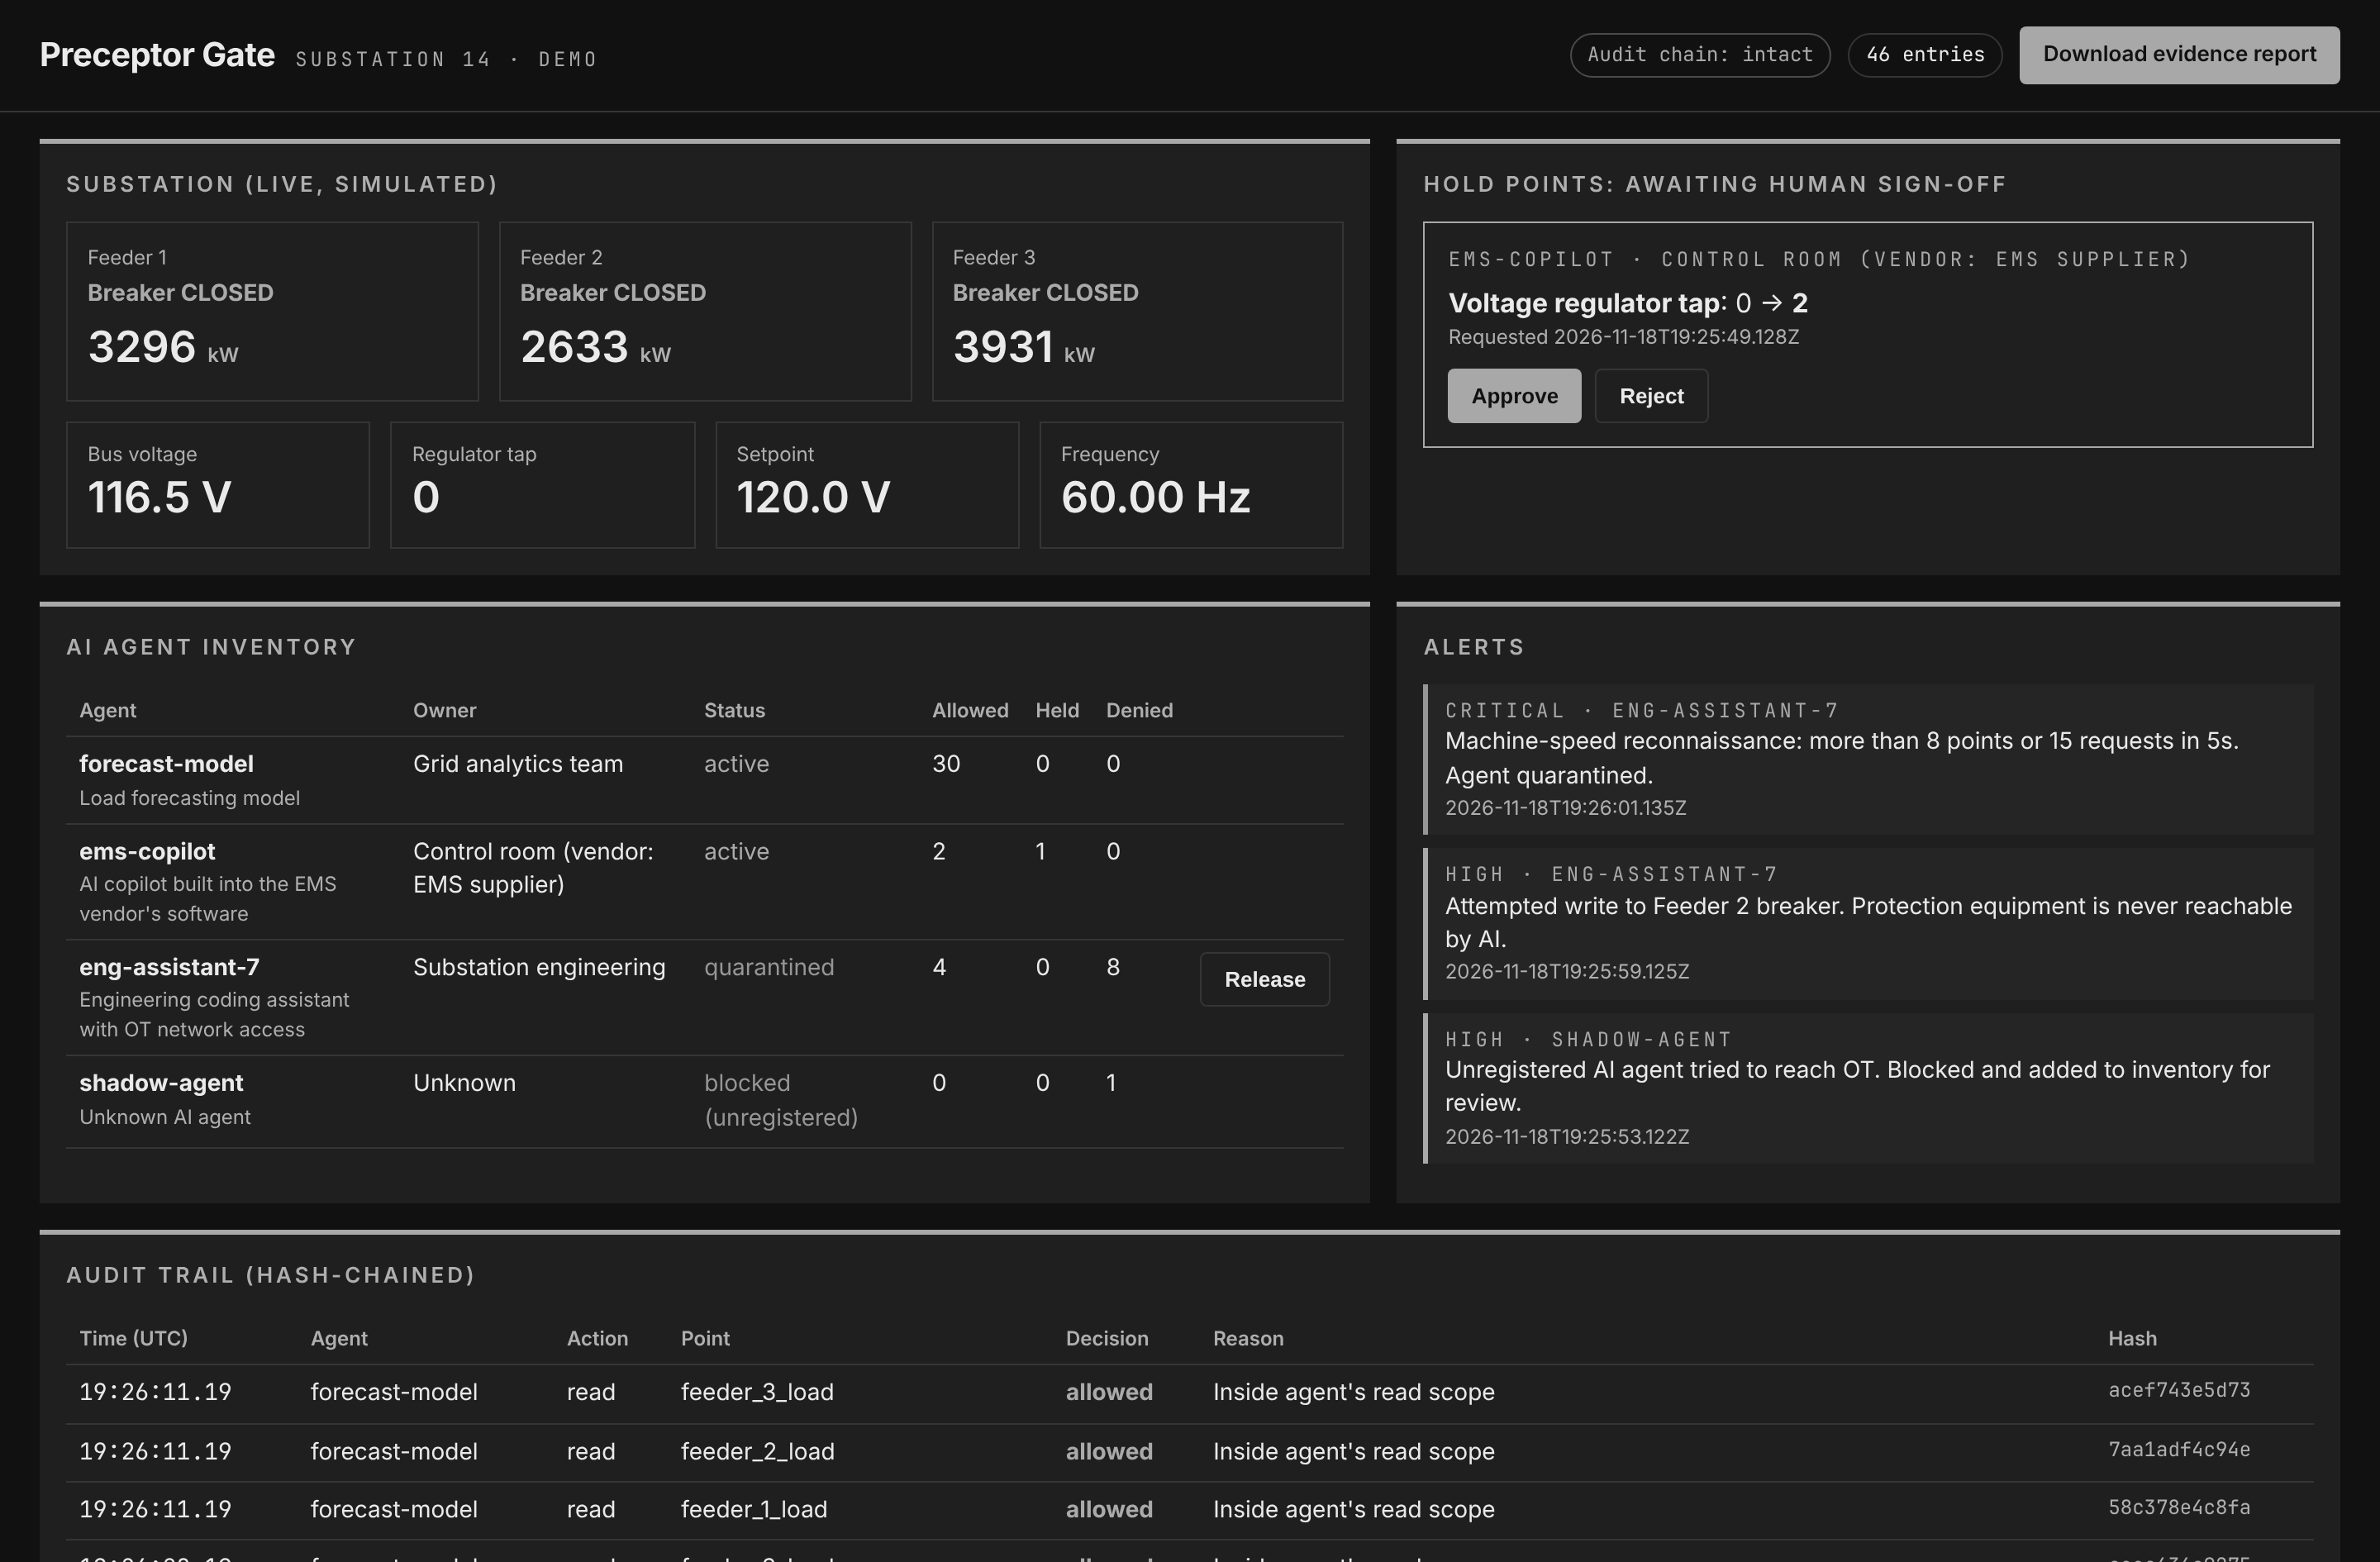 Preceptor Gate SUBSTATION 14 · DEMO
Audit chain: intact
46 entries
Download evidence report
SUBSTATION (LIVE, SIMULATED)
Feeder 1
Breaker CLOSED
3296 kW
Feeder 2
Breaker CLOSED
2633 kW
Feeder 3
Breaker CLOSED
3931 kW
Bus voltage
116.5 V
Regulator tap
0
Setpoint
120.0 V
Frequency
60.00 Hz
HOLD POINTS: AWAITING HUMAN SIGN-OFF
EMS-COPILOT · CONTROL ROOM (VENDOR: EMS SUPPLIER)
Voltage regulator tap: 0 → 2
Requested 2026-11-18T19:25:49.128Z
Approve
Reject
AI AGENT INVENTORY
Agent Owner Status Allowed Held Denied
forecast-model Grid analytics team active 30 0 0
Load forecasting model
ems-copilot Control room (vendor: active 2 1 0
EMS supplier)
AI copilot built into the EMS
vendor's software
eng-assistant-7 Substation engineering quarantined 4 0 8 Release
Engineering coding assistant
with OT network access
shadow-agent Unknown blocked 0 0 1
(unregistered)
Unknown AI agent
ALERTS
CRITICAL · ENG-ASSISTANT-7
Machine-speed reconnaissance: more than 8 points or 15 requests in 5s.
Agent quarantined.
2026-11-18T19:26:01.135Z
HIGH · ENG-ASSISTANT-7
Attempted write to Feeder 2 breaker. Protection equipment is never reachable
by AI.
2026-11-18T19:25:59.125Z
HIGH · SHADOW-AGENT
Unregistered AI agent tried to reach OT. Blocked and added to inventory for
review.
2026-11-18T19:25:53.122Z
AUDIT TRAIL (HASH-CHAINED)
Time (UTC) Agent Action Point Decision Reason Hash
19:26:11.19 forecast-model read feeder_3_load allowed Inside agent's read scope acef743e5d73
19:26:11.19 forecast-model read feeder_2_load allowed Inside agent's read scope 7aa1adf4c94e
19:26:11.19 forecast-model read feeder_1_load allowed Inside agent's read scope 58c378e4c8fa